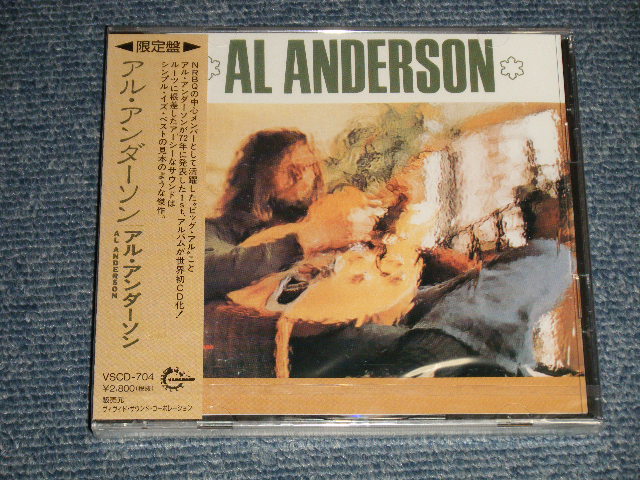 ◀限定盤▶
アル・アンダーソン
NRBQの中心メンバーとして活躍した“ビッグ・アル”こと
アル・アンダーソンが72年に発表した1stアルバムが世界初CD化!
ルーツに根差したアーシーなサウンドは
シンプル・イズ・ベストの見本のような傑作。
アル・アンダーソン
AL ANDERSON
VSCD-704
¥2,800(税抜)
VANGUARD
販売元
ヴィヴィド・サウンド・コーポレーション
AL ANDERSON